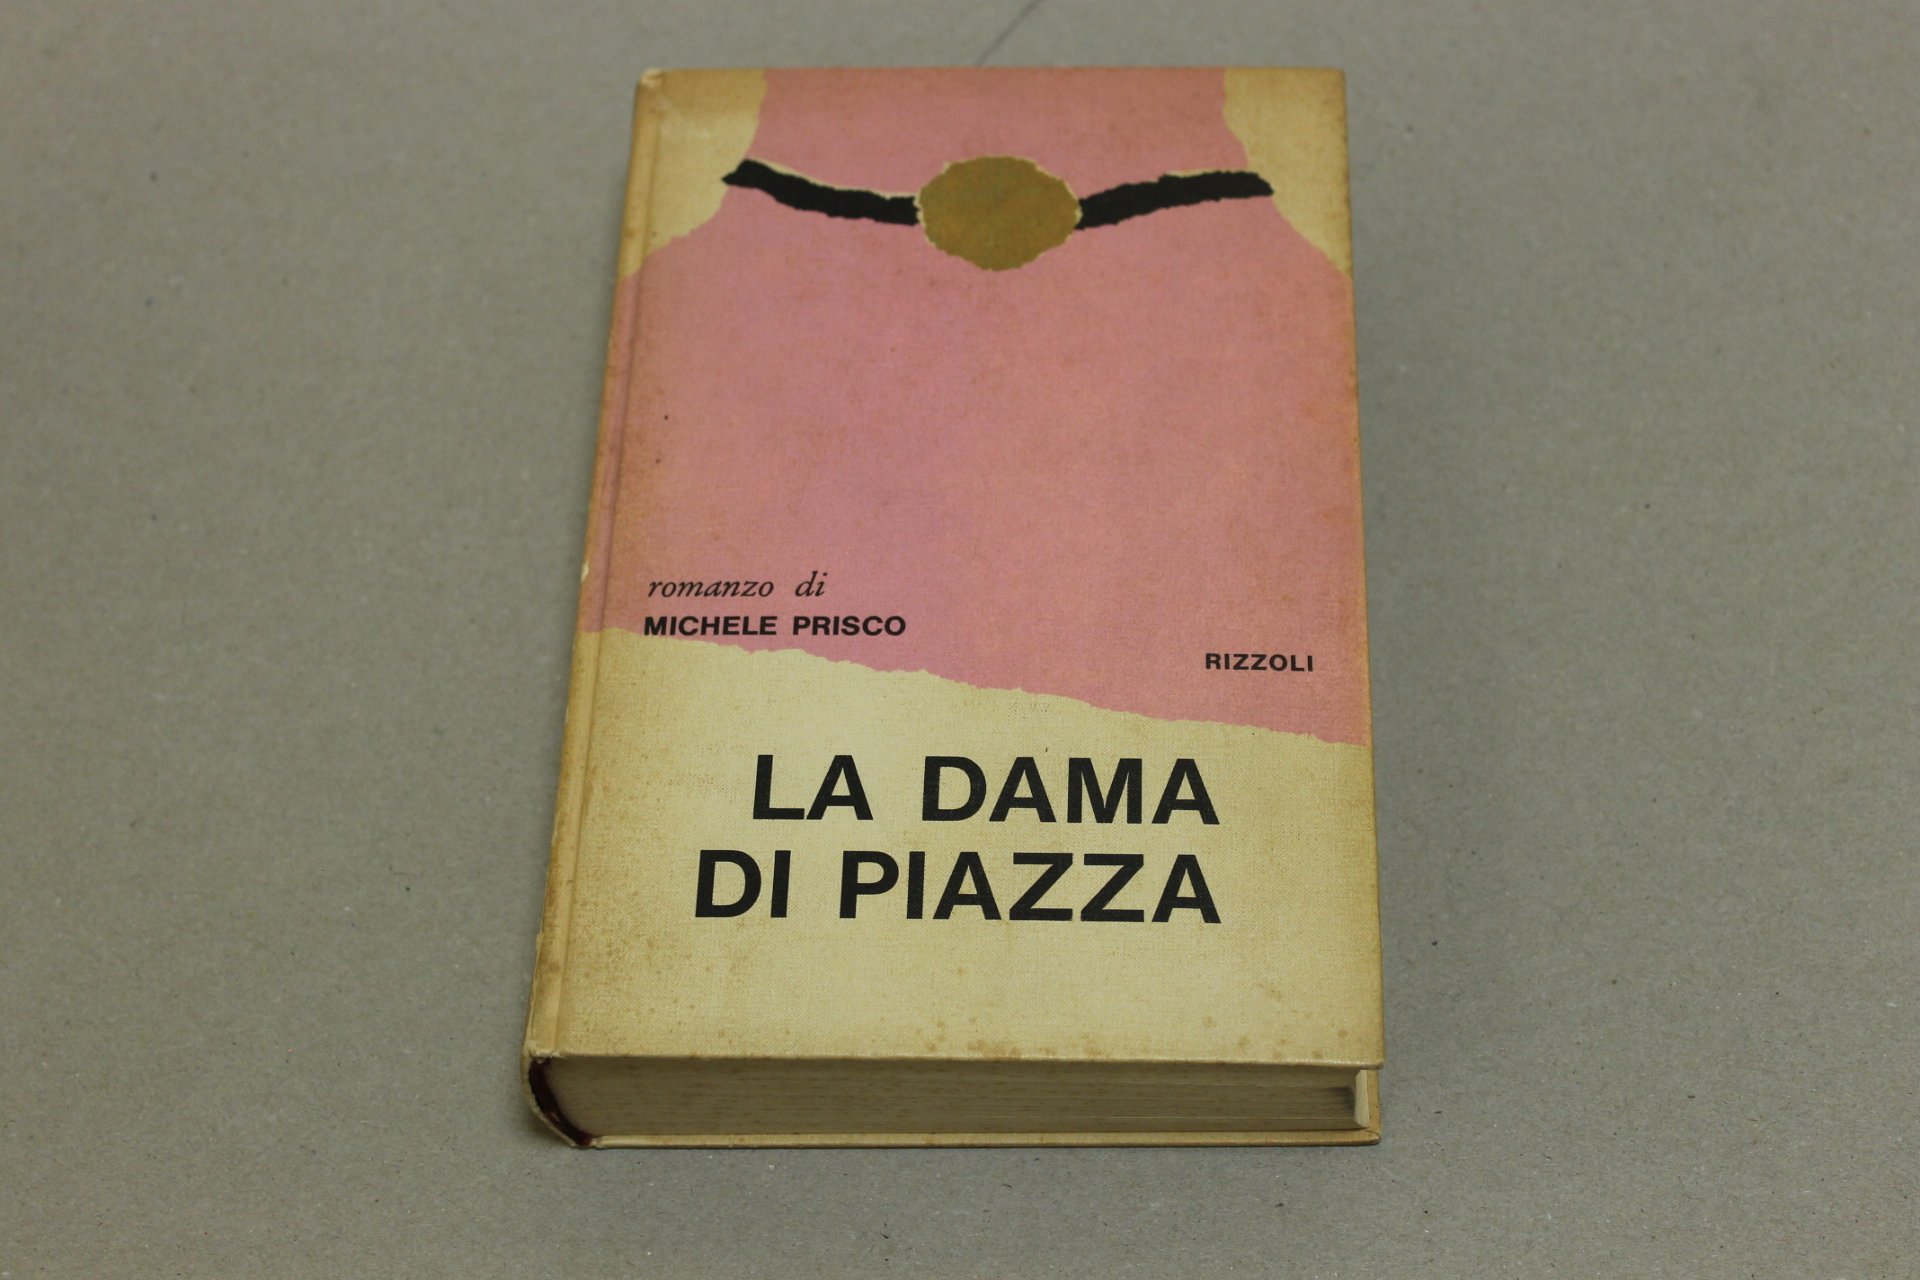 romanzo di
MICHELE PRISCO
RIZZOLI
LA DAMA
DI PIAZZA